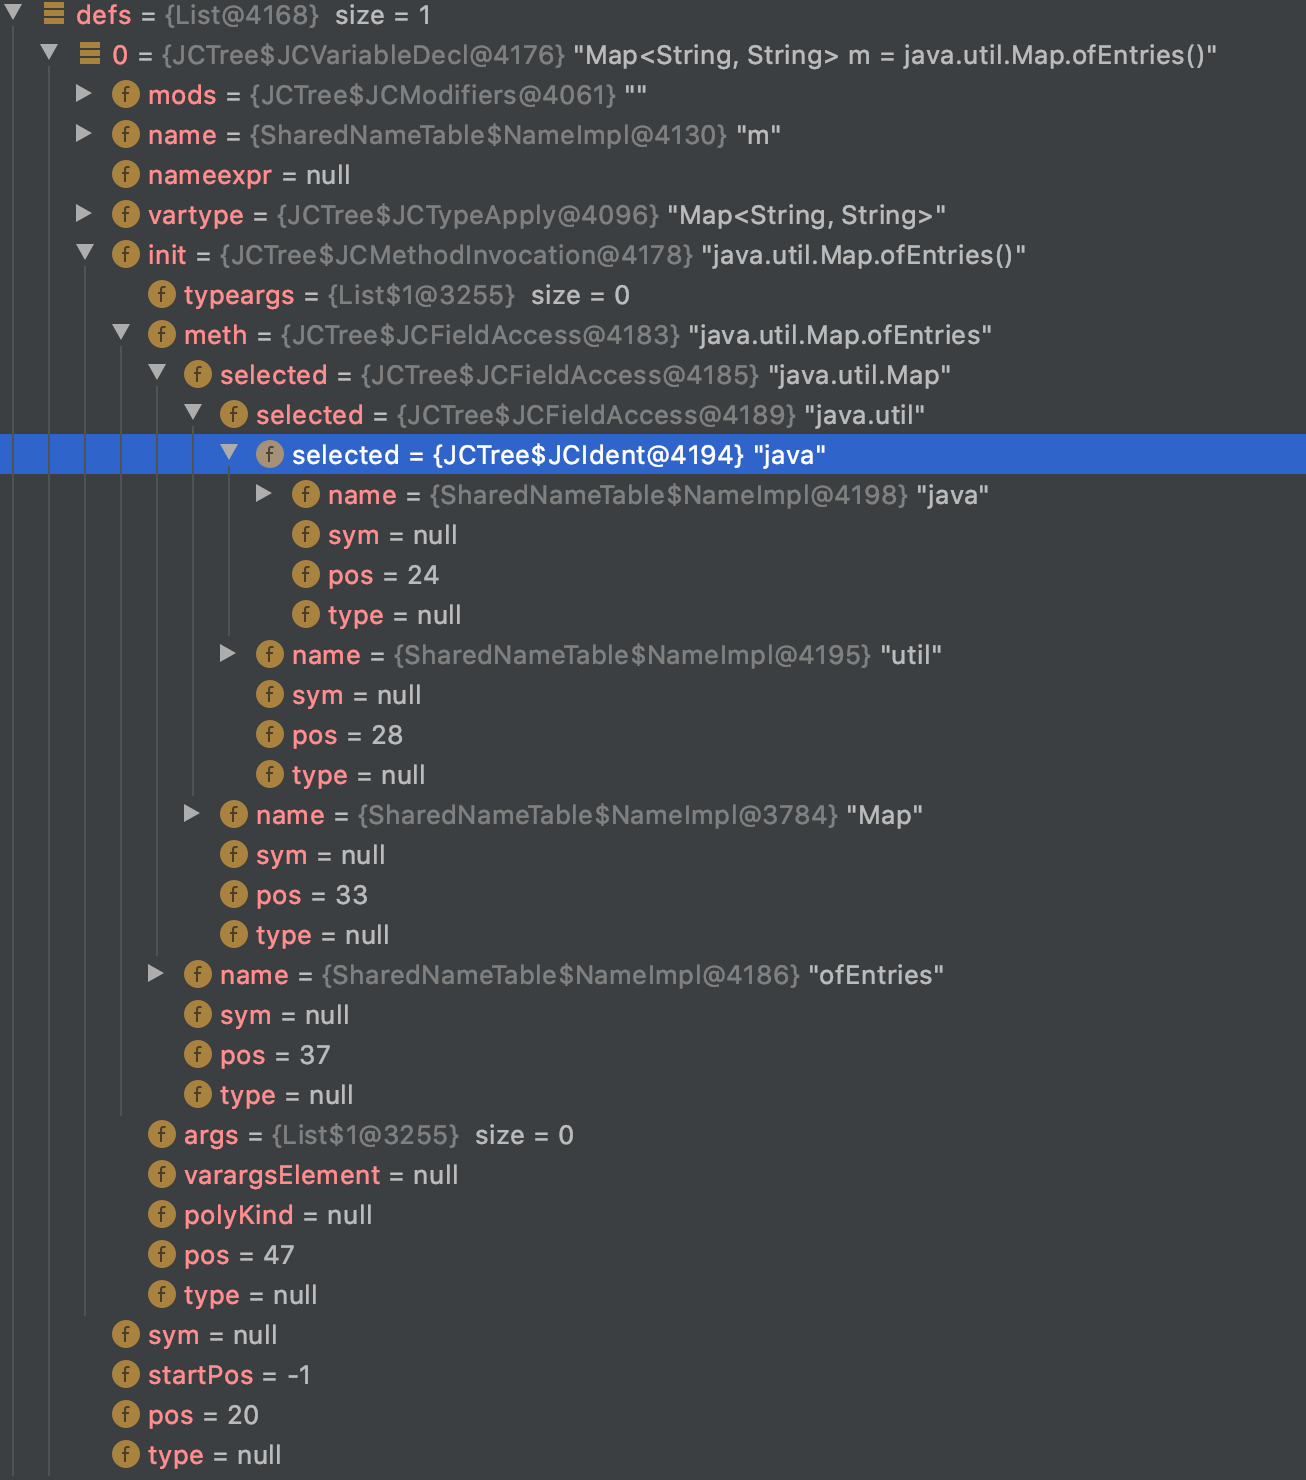 defs = {List@4168} size = 1
0 = {JCTree$JCVariableDecl@4176} "Map<String, String> m = java.util.Map.ofEntries()"
f mods = {JCTree$JCModifiers@4061} ""
f name = {SharedNameTable$NameImpl@4130} "m"
f nameexpr = null
f vartype = {JCTree$JCTypeApply@4096} "Map<String, String>"
f init = {JCTree$JCMethodInvocation@4178} "java.util.Map.ofEntries()"
f typeargs = {List$1@3255} size = 0
f meth = {JCTree$JCFieldAccess@4183} "java.util.Map.ofEntries"
f selected = {JCTree$JCFieldAccess@4185} "java.util.Map"
f selected = {JCTree$JCFieldAccess@4189} "java.util"
f selected = {JCTree$JCIdent@4194} "java"
f name = {SharedNameTable$NameImpl@4198} "java"
f sym = null
f pos = 24
f type = null
f name = {SharedNameTable$NameImpl@4195} "util"
f sym = null
f pos = 28
f type = null
f name = {SharedNameTable$NameImpl@3784} "Map"
f sym = null
f pos = 33
f type = null
f name = {SharedNameTable$NameImpl@4186} "ofEntries"
f sym = null
f pos = 37
f type = null
f args = {List$1@3255} size = 0
f varargsElement = null
f polyKind = null
f pos = 47
f type = null
f sym = null
f startPos = -1
f pos = 20
f type = null